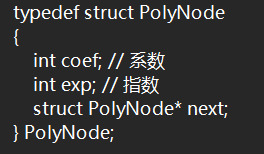 typedef struct PolyNode
{
int coef; // 系数
int exp; // 指数
struct PolyNode* next;
} PolyNode;